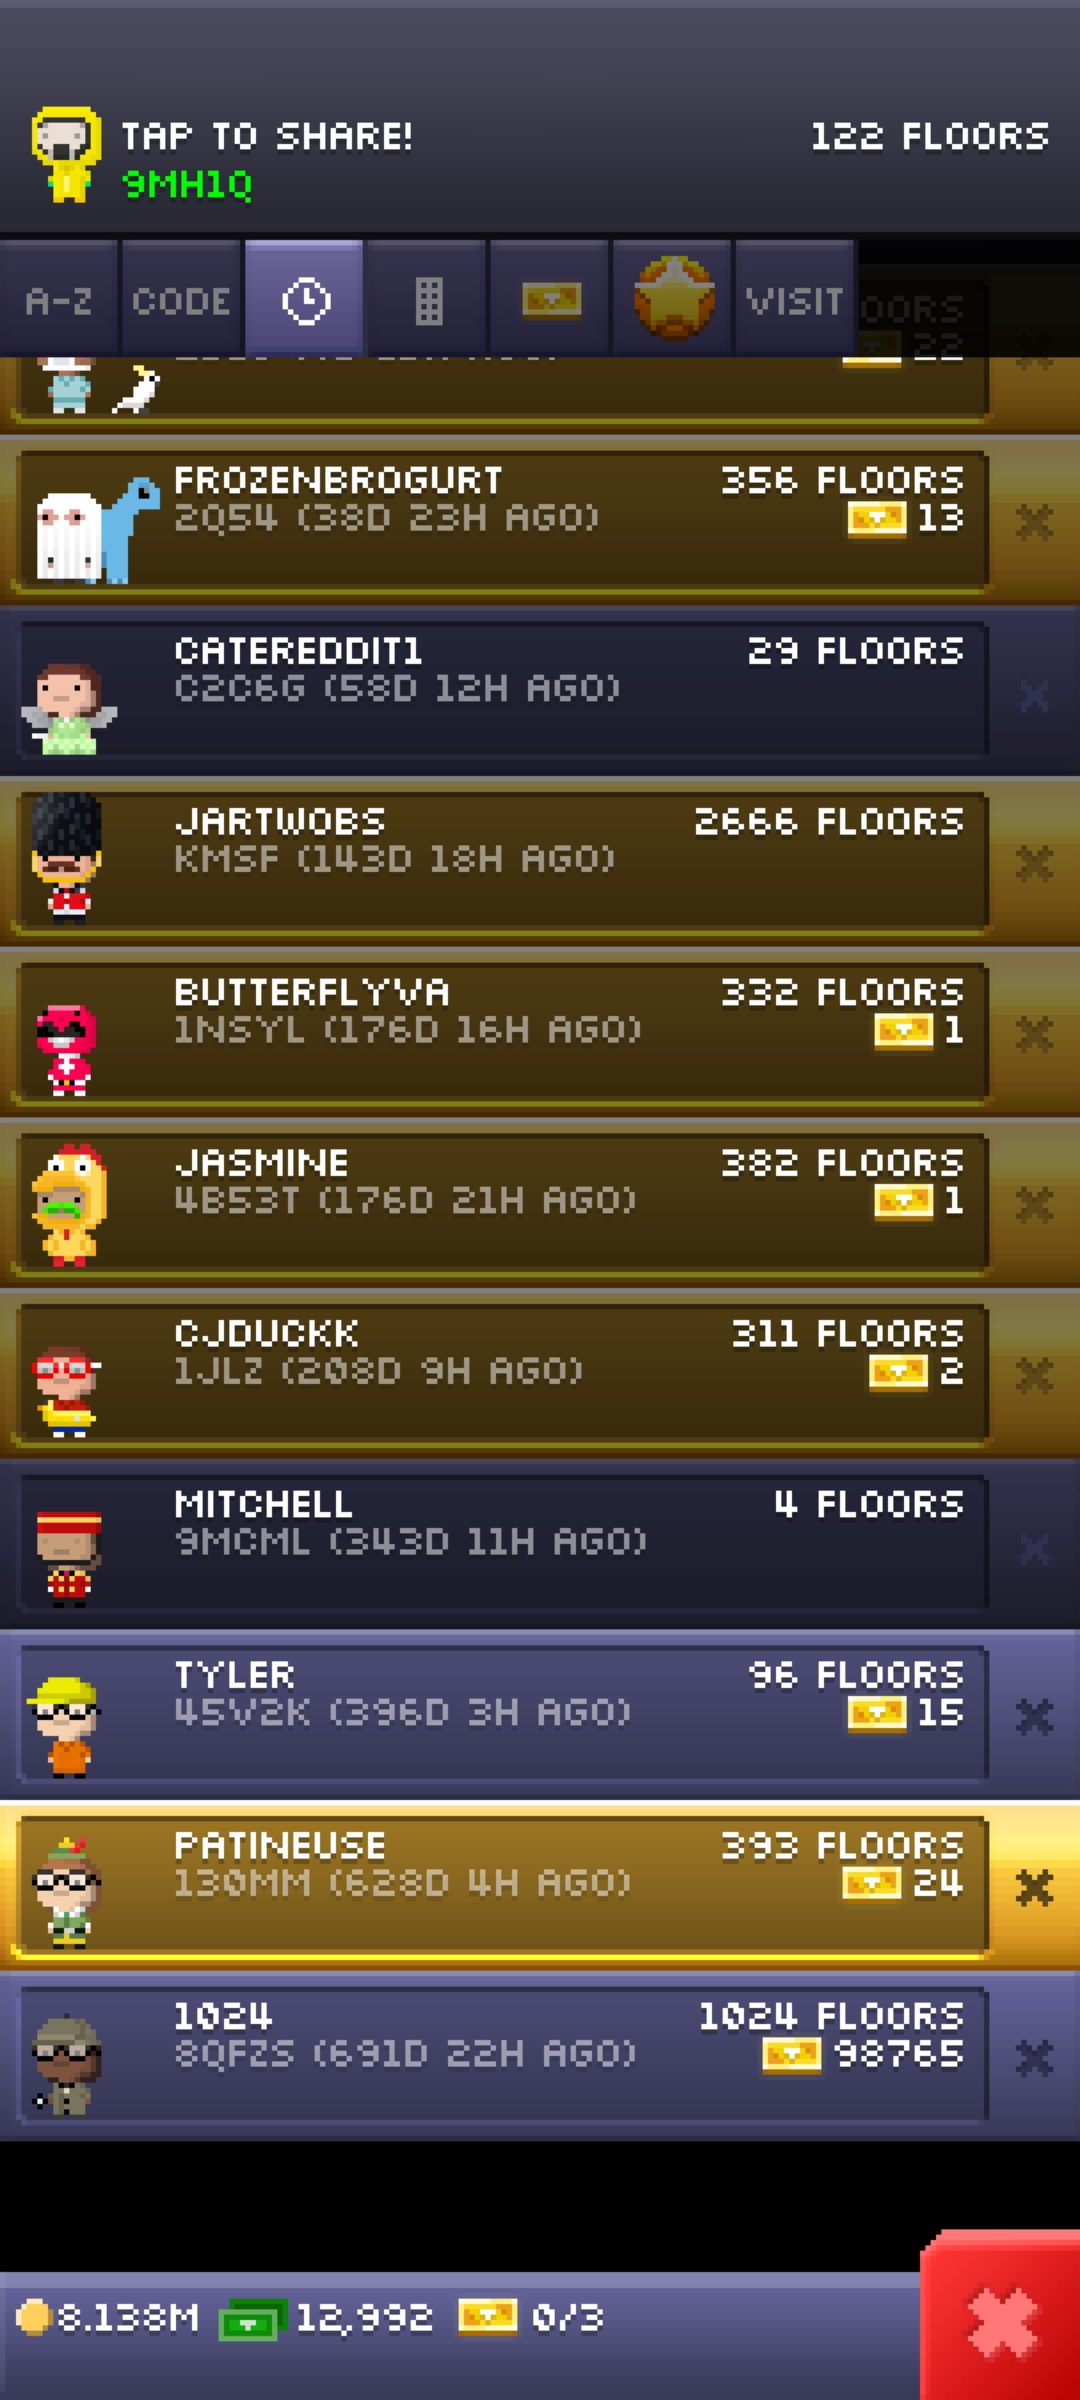 TAP TO SHARE!
122 FLOORS
9MH1Q
A-Z
CODE
VISIT
22
FROZENBROGURT
356 FLOORS
2Q54 (38D 23H AGO)
13
CATEREDDIT1
29 FLOORS
C2C6G (58D 12H AGO)
JARTWOBS
2666 FLOORS
KMSF (143D 18H AGO)
BUTTERFLYVA
332 FLOORS
1NSYL (176D 16H AGO)
1
JASMINE
382 FLOORS
4B53T (176D 21H AGO)
1
CJDUCKK
311 FLOORS
1JLZ (208D 9H AGO)
2
MITCHELL
4 FLOORS
9MCML (343D 11H AGO)
TYLER
96 FLOORS
45V2K (396D 3H AGO)
15
PATINEUSE
393 FLOORS
130MM (628D 4H AGO)
24
1024
1024 FLOORS
8QFZS (691D 22H AGO)
98765
8.138M
12,992
0/3